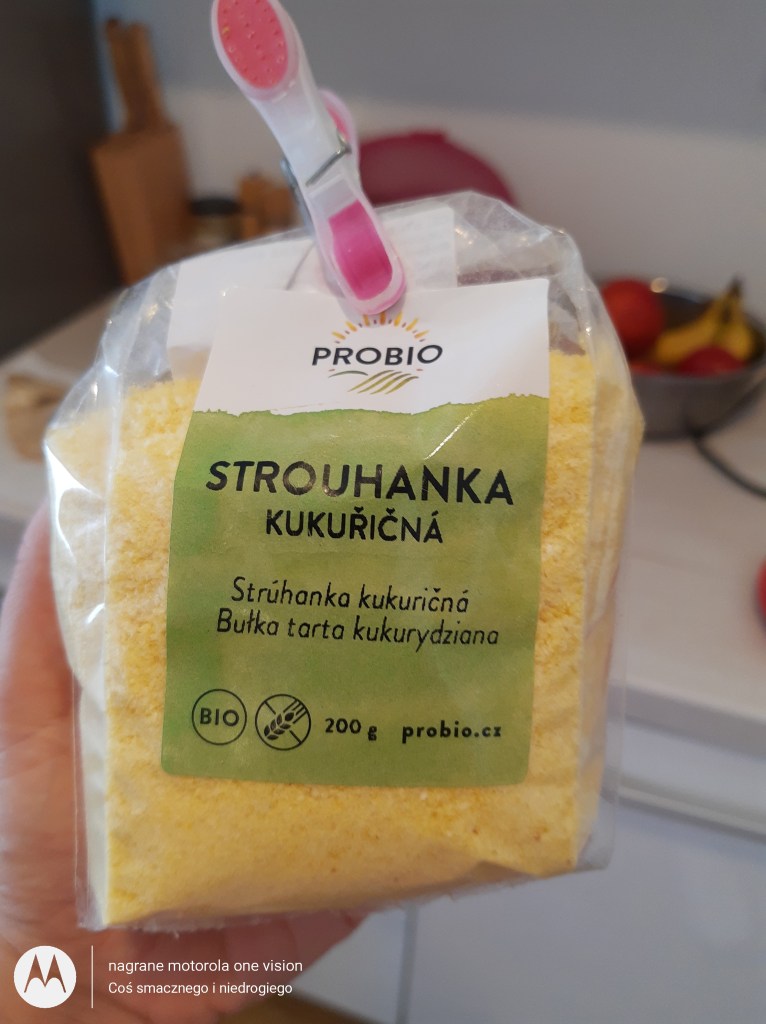 PROBIO
STROUHANKA
KUKUŘIČNÁ
Strúhanka kukuričná
Bułka tarta kukurydziana
BIO 200 g probio.cz
nagrane motorola one vision
Coś smacznego i niedrogiego